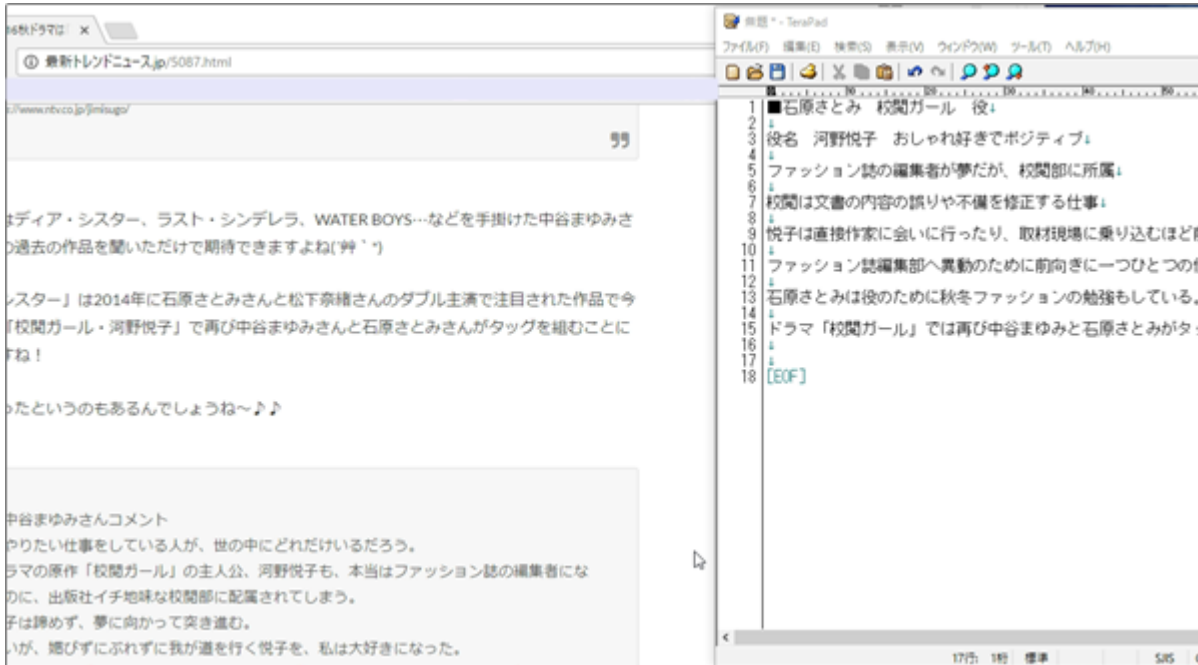 16秋ドラマは
最新トレンドニュース.jp/5087.html
://www.ntv.co.jp/jimisugo/
はディア・シスター、ラスト・シンデレラ、WATER BOYS…などを手掛けた中谷まゆみさ
の過去の作品を聞いただけで期待できますよね(´艸｀*)
シスター」は2014年に石原さとみさんと松下奈緒さんのダブル主演で注目された作品で今
「校閲ガール・河野悦子」で再び中谷まゆみさんと石原さとみさんがタッグを組むことに
すね！
ったというのもあるんでしょうね～♪♪
中谷まゆみさんコメント
やりたい仕事をしている人が、世の中にどれだけいるだろう。
ラマの原作「校閲ガール」の主人公、河野悦子も、本当はファッション誌の編集者にな
のに、出版社イチ地味な校閲部に配属されてしまう。
子は諦めず、夢に向かって突き進む。
いが、媚びずにぶれずに我が道を行く悦子を、私は大好きになった。
無題 * - TeraPad
ファイル(F) 編集(E) 検索(S) 表示(V) ウィンドウ(W) ツール(T) ヘルプ(H)
1 ■石原さとみ　校閲ガール　役↓
2 ↓
3 役名　河野悦子　おしゃれ好きでポジティブ↓
4 ↓
5 ファッション誌の編集者が夢だが、校閲部に所属↓
6 ↓
7 校閲は文書の内容の誤りや不備を修正する仕事↓
8 ↓
9 悦子は直接作家に会いに行ったり、取材現場に乗り込むほど
10 ↓
11 ファッション誌編集部へ異動のために前向きに一つひとつの
12 ↓
13 石原さとみは役のために秋冬ファッションの勉強もしている。
14 ↓
15 ドラマ「校閲ガール」では再び中谷まゆみと石原さとみがタッ
16 ↓
17 ↓
18 [EOF]
17行: 1桁 標準 SJIS